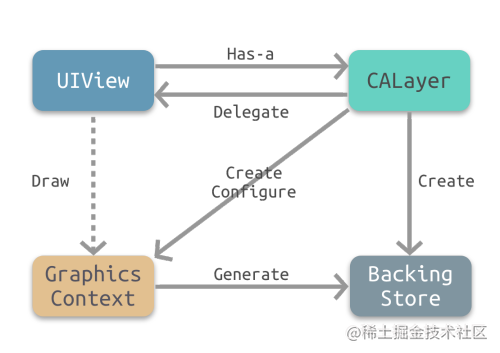 Has-a
UIView
CALayer
Delegate
Draw
Create
Configure
Create
Graphics
Context
Generate
Backing
Store
@稀土掘金技术社区